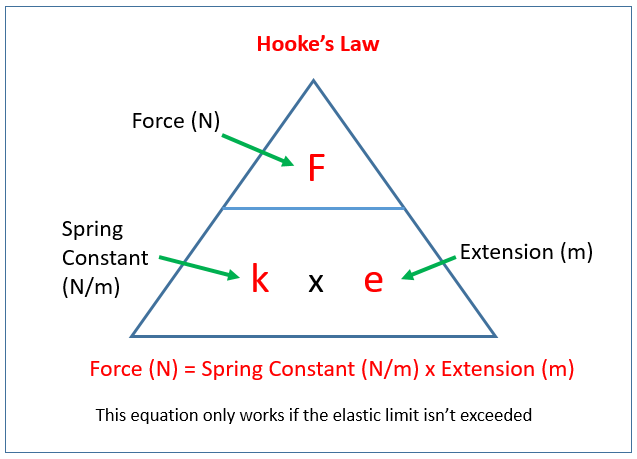 Hooke’s Law
Force (N)
F
Spring
Constant
(N/m)
k x e
Extension (m)
Force (N) = Spring Constant (N/m) x Extension (m)
This equation only works if the elastic limit isn’t exceeded